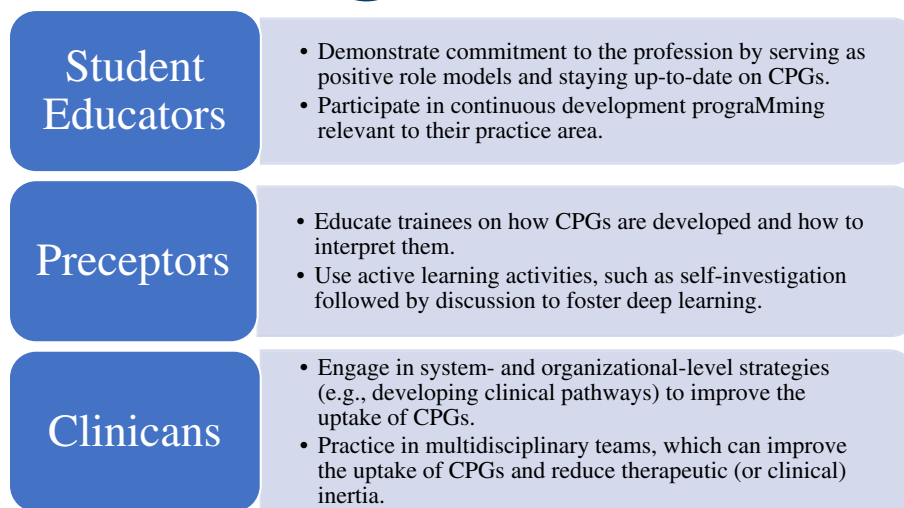 Student
Educators
• Demonstrate commitment to the profession by serving as
positive role models and staying up-to-date on CPGs.
• Participate in continuous development prograMming
relevant to their practice area.
Preceptors
• Educate trainees on how CPGs are developed and how to
interpret them.
• Use active learning activities, such as self-investigation
followed by discussion to foster deep learning.
Clinicans
• Engage in system- and organizational-level strategies
(e.g., developing clinical pathways) to improve the
uptake of CPGs.
• Practice in multidisciplinary teams, which can improve
the uptake of CPGs and reduce therapeutic (or clinical)
inertia.